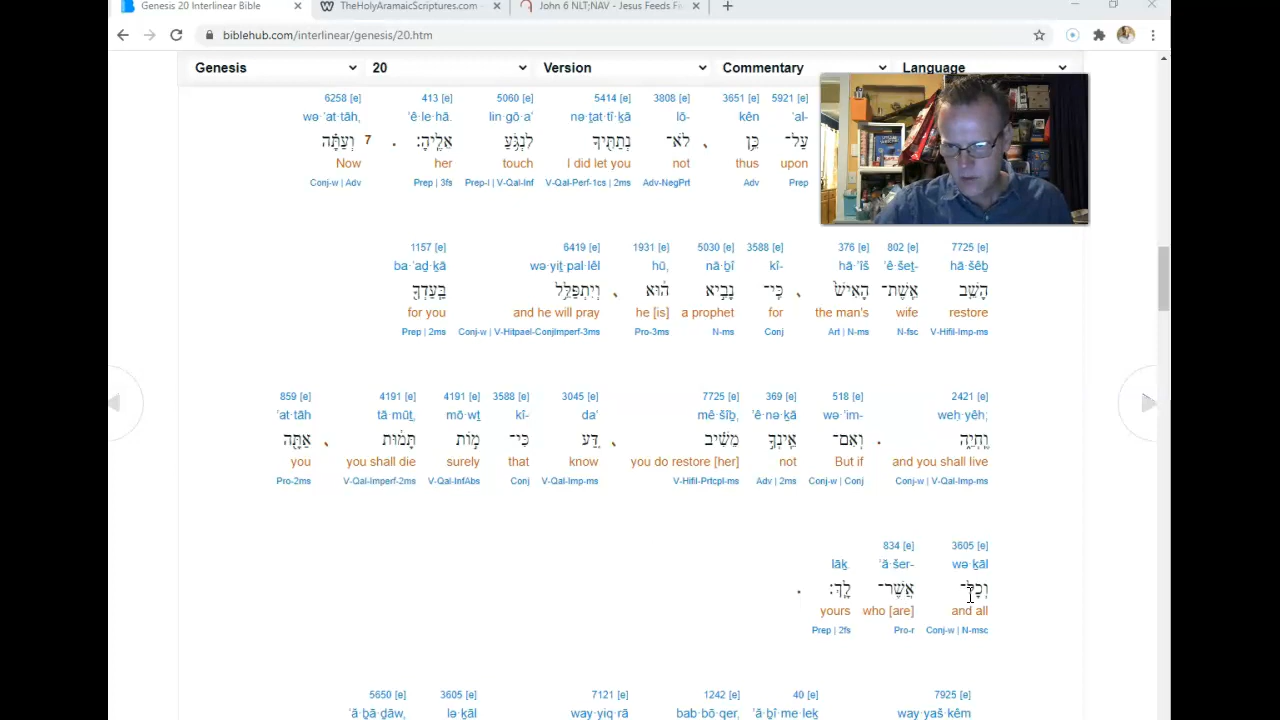 Genesis 20 Interlinear Bible × TheHolyAramaicScriptures.com - × John 6 NLT;NAV - Jesus Feeds F × +
biblehub.com/interlinear/genesis/20.htm
Genesis 20 Version Commentary Language
6258 [e] 413 [e] 5060 [e] 5414 [e] 3808 [e] 3651 [e] 5921 [e]
wə·‘at·tāh, ’ê·le·hā. lin·gō·a‘ nə·ṯat·tî·ḵā lō- kên ‘al-
עַל־ כֵּ֥ן ، לֹא־ נְתַתִּ֖יךָ לִנְגֹּ֥עַ אֵלֶֽיהָ׃ . 7 וְעַתָּ֗ה
Now her touch I did let you not thus upon
Conj-w | Adv Prep | 3fs Prep-l | V-Qal-Inf V-Qal-Perf-1cs | 2ms Adv-NegPrt Adv Prep
1157 [e] 6419 [e] 1931 [e] 5030 [e] 3588 [e] 376 [e] 802 [e] 7725 [e]
ba·‘aḏ·ḵā wə·yiṯ·pal·lêl hū, nā·ḇî kî- hā·’îš ’ê·šeṯ- hā·šêḇ
הָשֵׁ֤ב אֵֽשֶׁת־ הָאִישׁ֙ ، כִּֽי־ נָבִ֣יא ה֔וּא ، וְיִתְפַּלֵּ֥ל בַּֽעַדְךָ֖
for you and he will pray he [is] a prophet for the man's wife restore
Prep | 2ms Conj-w | V-Hitpael-ConjImperf-3ms Pro-3ms N-ms Conj Art | N-ms N-fsc V-Hifil-Imp-ms
859 [e] 4191 [e] 4191 [e] 3588 [e] 3045 [e] 7725 [e] 369 [e] 518 [e] 2421 [e]
’at·tāh tā·mūṯ, mō·wṯ kî- da‘ mê·šîḇ, ’ê·nə·ḵā wə·’im- weḥ·yêh;
וֶֽחְיֵ֑ה . וְאִם־ אֵֽינְךָ֣ מֵשִׁ֗יב ، דַּ֚ע כִּי־ מ֣וֹת תָּמ֔וּת ، אַתָּ֖ה
you you shall die surely that know you do restore [her] not But if and you shall live
Pro-2ms V-Qal-Imperf-2ms V-Qal-InfAbs Conj V-Qal-Imp-ms V-Hifil-Prtcpl-ms Adv | 2ms Conj-w | Conj Conj-w | V-Qal-Imp-ms
834 [e] 3605 [e]
lāḵ. ’ă·šer- wə·ḵāl
וְכָל־ אֲשֶׁר־ לָֽךְ׃ .
yours who [are] and all
Prep | 2fs Pro-r Conj-w | N-msc
5650 [e] 3605 [e] 7121 [e] 1242 [e] 40 [e] 7925 [e]
‘ă·ḇā·ḏāw, lə·ḵāl way·yiq·rā bab·bō·qer, ’ă·ḇî·me·leḵ way·yaš·kêm